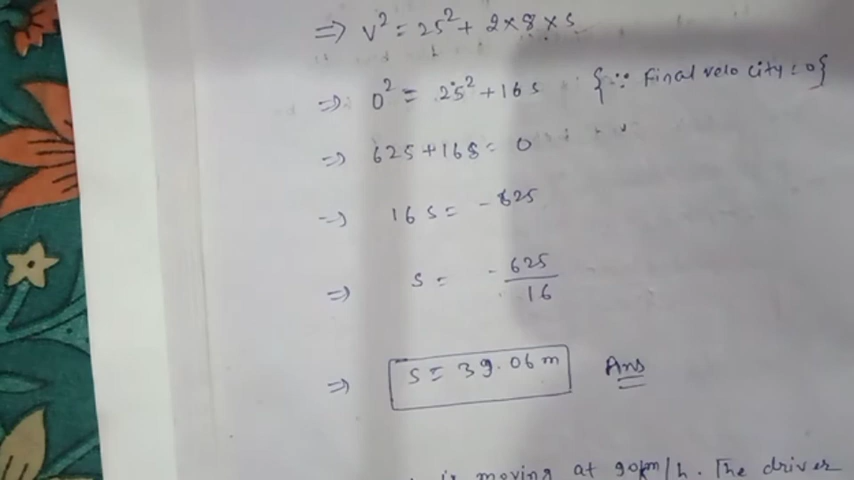 ⇒ V² = 25² + 2×8×s
⇒ 0² = 25² + 16s {∵ Final velocity = 0}
⇒ 625 + 16s = 0
⇒ 16s = -625
⇒ s = -625/16
⇒ s = 39.06m Ans
is moving at 90km/h. The driver